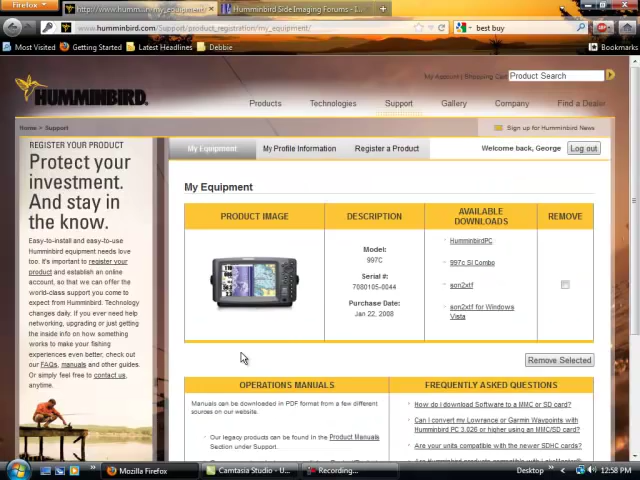 Firefox
http://www.humm...n/my_equipment/
Humminbird Side Imaging Forums - I...
www.humminbird.com/Support/product_registration/my_equipment/
best buy
Most Visited
Getting Started
Latest Headlines
Debbie
Bookmarks
My Account | Shopping Cart
Product Search
HUMMINBIRD
Products
Technologies
Support
Gallery
Company
Find a Dealer
Home > Support
Sign up for Humminbird News
REGISTER YOUR PRODUCT
Protect your
investment.
And stay in
the know.
Easy-to-install and easy-to-use
Humminbird equipment needs love
too. It's important to register your
product and establish an online
account, so that we can offer the
world-class support you come to
expect from Humminbird. Technology
changes daily. If you ever need help
networking, upgrading or just getting
the inside info on how something
works to make your fishing
experiences even better, check out
our FAQs, manuals and other guides.
Or simply feel free to contact us,
anytime.
My Equipment
My Profile Information
Register a Product
Welcome back, George
Log out
My Equipment
PRODUCT IMAGE
DESCRIPTION
AVAILABLE
DOWNLOADS
REMOVE
Model:
997C
Serial #:
7080105-0044
Purchase Date:
Jan 22, 2008
HumminbirdPC
997c SI Combo
son2xtf
son2xtf for Windows
Vista
Remove Selected
OPERATIONS MANUALS
Manuals can be downloaded in PDF format from a few different
sources on our website.
Our legacy products can be found in the Product Manuals
Section under Support.
FREQUENTLY ASKED QUESTIONS
How do I download Software to a MMC or SD card?
Can I convert my Lowrance or Garmin Waypoints with
Humminbird PC 3.026 or higher using an MMC/SD card?
Are your units compatible with the newer SDHC cards?
Mozilla Firefox
Camtasia Studio - U...
Recording...
Desktop
12:58 PM